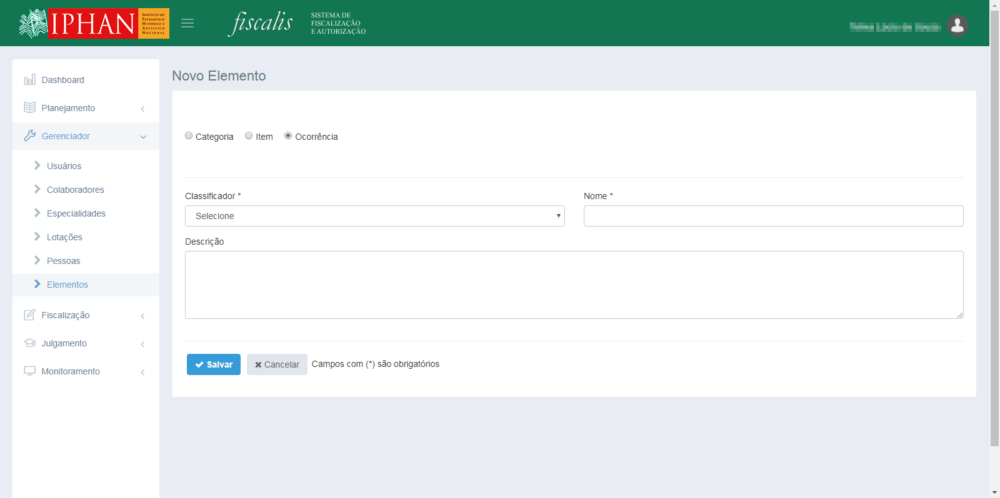 IPHAN
INSTITUTO DO
PATRIMÔNIO
HISTÓRICO E
ARTÍSTICO
NACIONAL
fiscalis
SISTEMA DE
FISCALIZAÇÃO
E AUTORIZAÇÃO
Dashboard
Planejamento
Gerenciador
Usuários
Colaboradores
Especialidades
Lotações
Pessoas
Elementos
Fiscalização
Julgamento
Monitoramento
Novo Elemento
Categoria Item Ocorrência
Classificador * Nome *
Selecione
Descrição
Salvar Cancelar Campos com (*) são obrigatórios